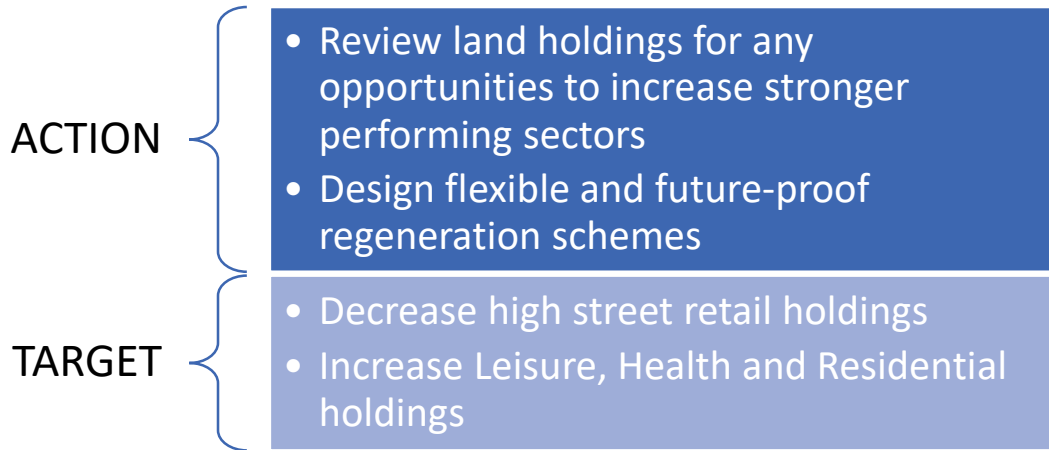 ACTION
• Review land holdings for any
opportunities to increase stronger
performing sectors
• Design flexible and future-proof
regeneration schemes
TARGET
• Decrease high street retail holdings
• Increase Leisure, Health and Residential
holdings